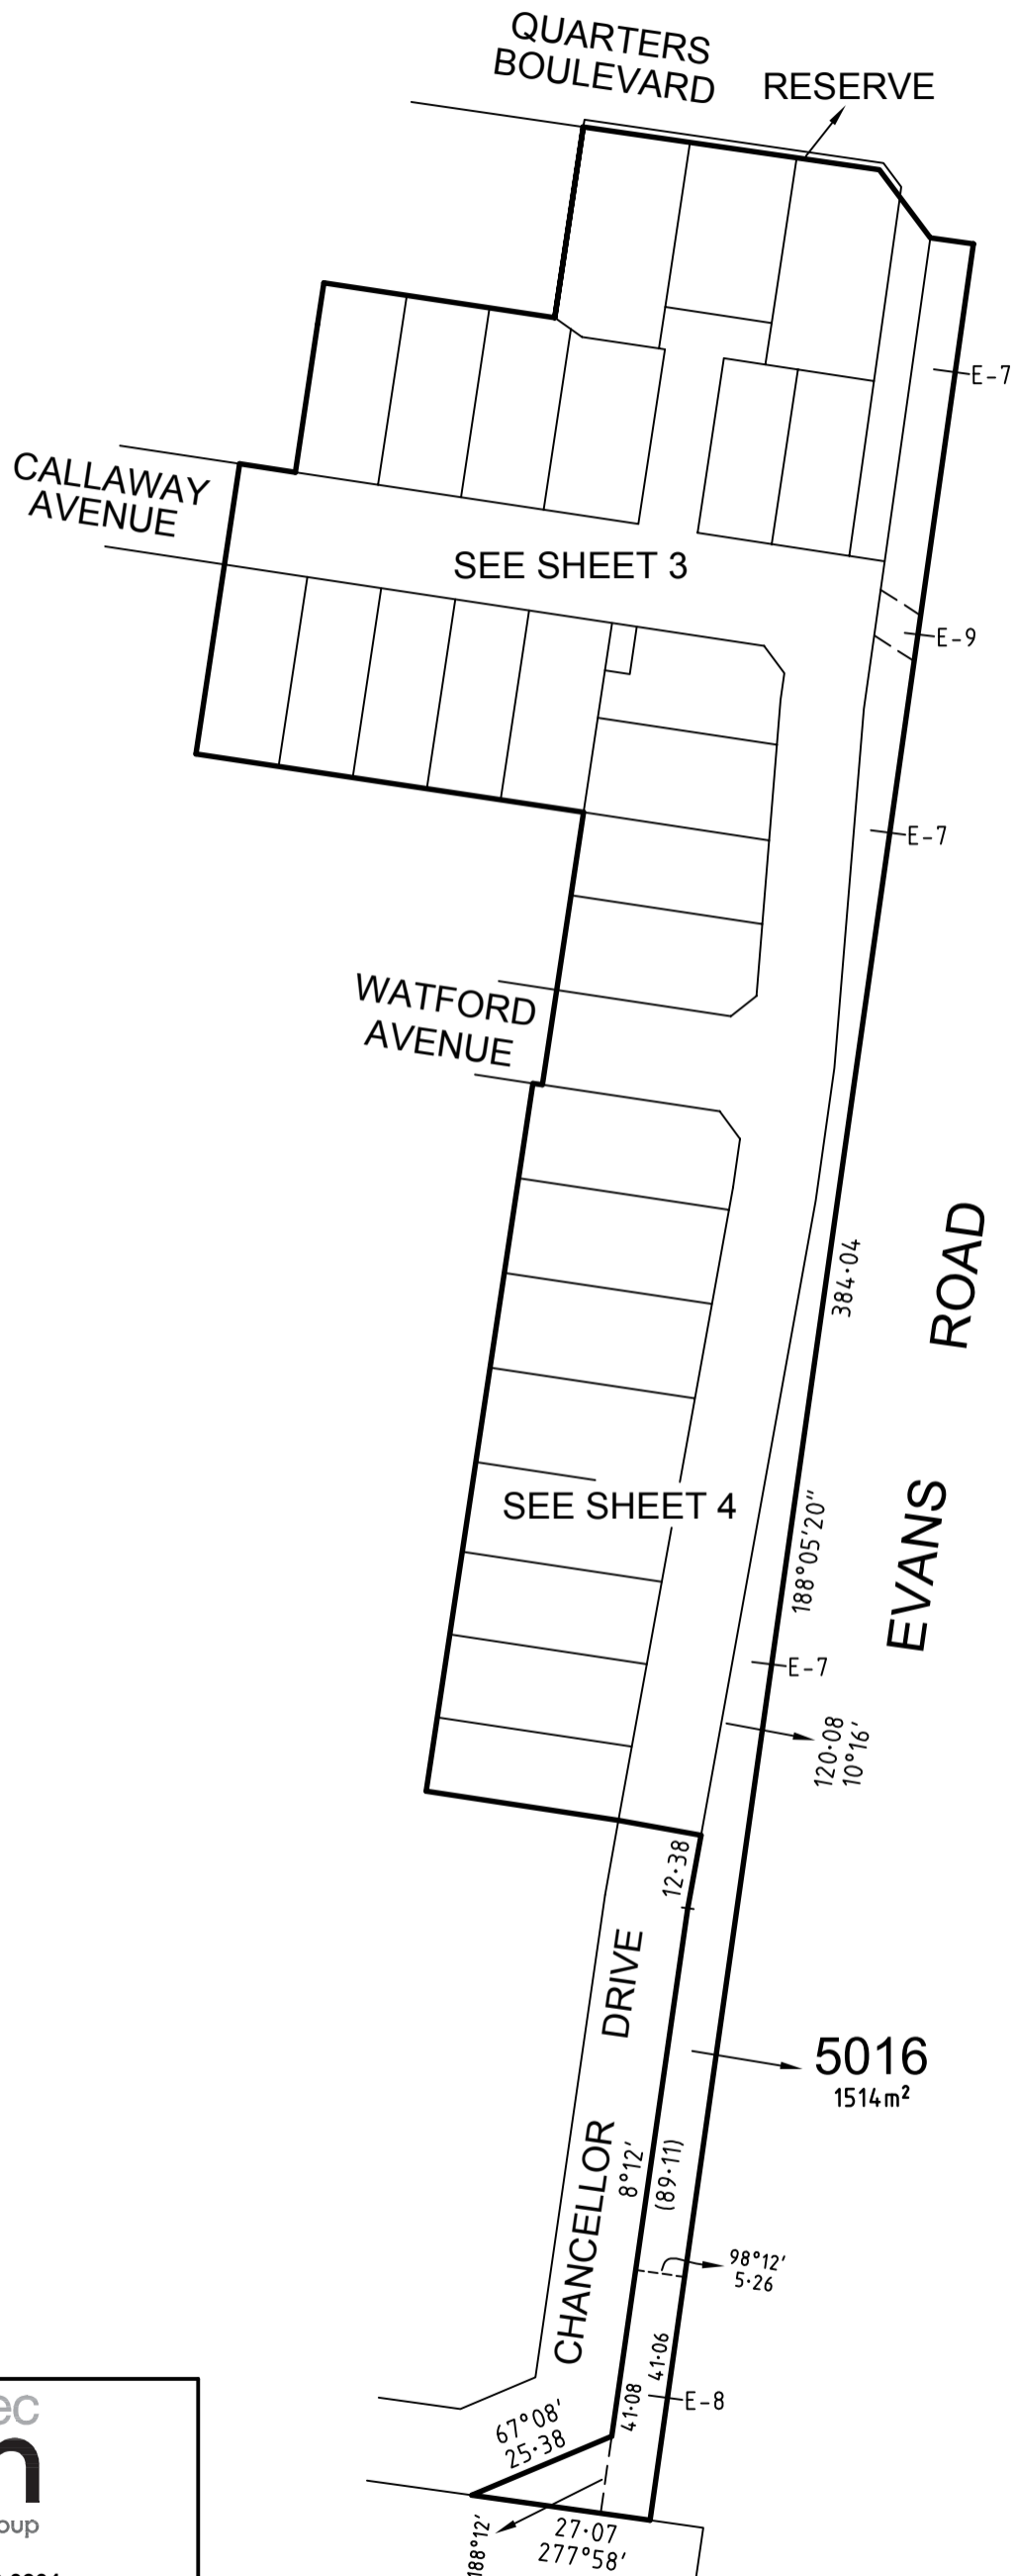 QUARTERS
BOULEVARD
RESERVE
E-7
CALLAWAY
AVENUE
SEE SHEET 3
E-9
E-7
WATFORD
AVENUE
384·04
ROAD
SEE SHEET 4
188°05'20"
EVANS
E-7
120·08
10°16'
12·38
DRIVE
5016
1514m²
CHANCELLOR
8°12'
(89·11)
98°12'
5·26
41·06
41·08
E-8
67°08'
25·38
188°12'
27·07
277°58'
ec
oup